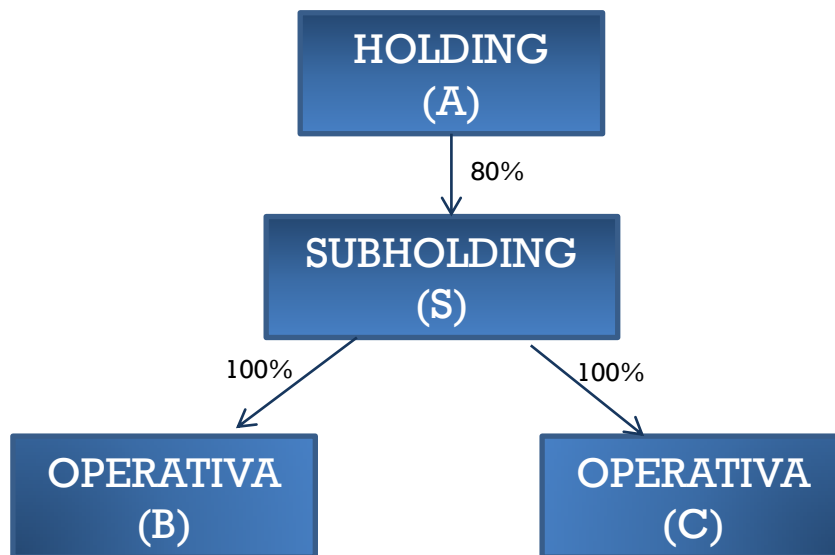 HOLDING
(A)
80%
SUBHOLDING
(S)
100%
100%
OPERATIVA
(B)
OPERATIVA
(C)